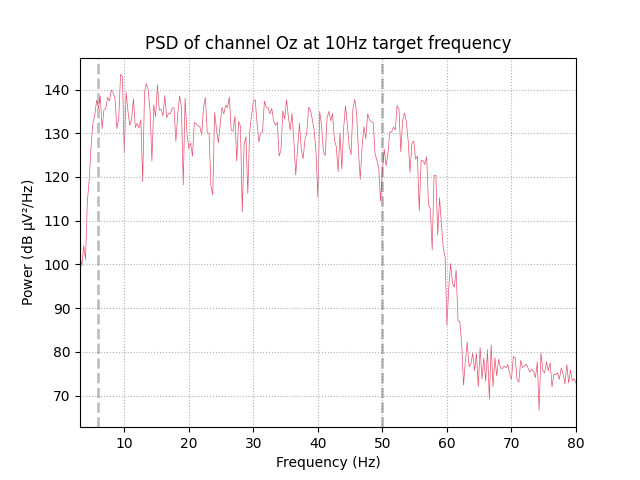 PSD of channel Oz at 10Hz target frequency
140
130
120
110
100
90
80
70
Power (dB µV²/Hz)
10 20 30 40 50 60 70 80
Frequency (Hz)